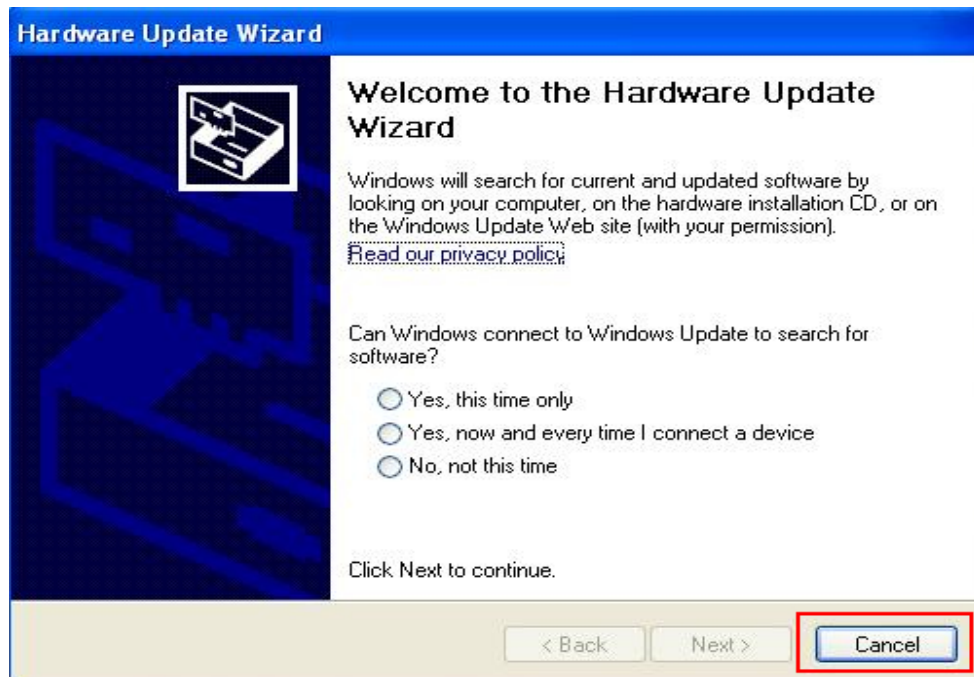 Hardware Update Wizard
Welcome to the Hardware Update
Wizard
Windows will search for current and updated software by
looking on your computer, on the hardware installation CD, or on
the Windows Update Web site (with your permission).
Read our privacy policy
Can Windows connect to Windows Update to search for
software?
Yes, this time only
Yes, now and every time I connect a device
No, not this time
Click Next to continue.
< Back
Next >
Cancel